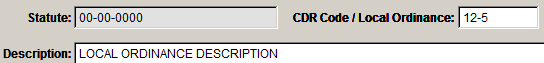 Statute: 00-00-0000 CDR Code / Local Ordinance: 12-5
Description: LOCAL ORDINANCE DESCRIPTION